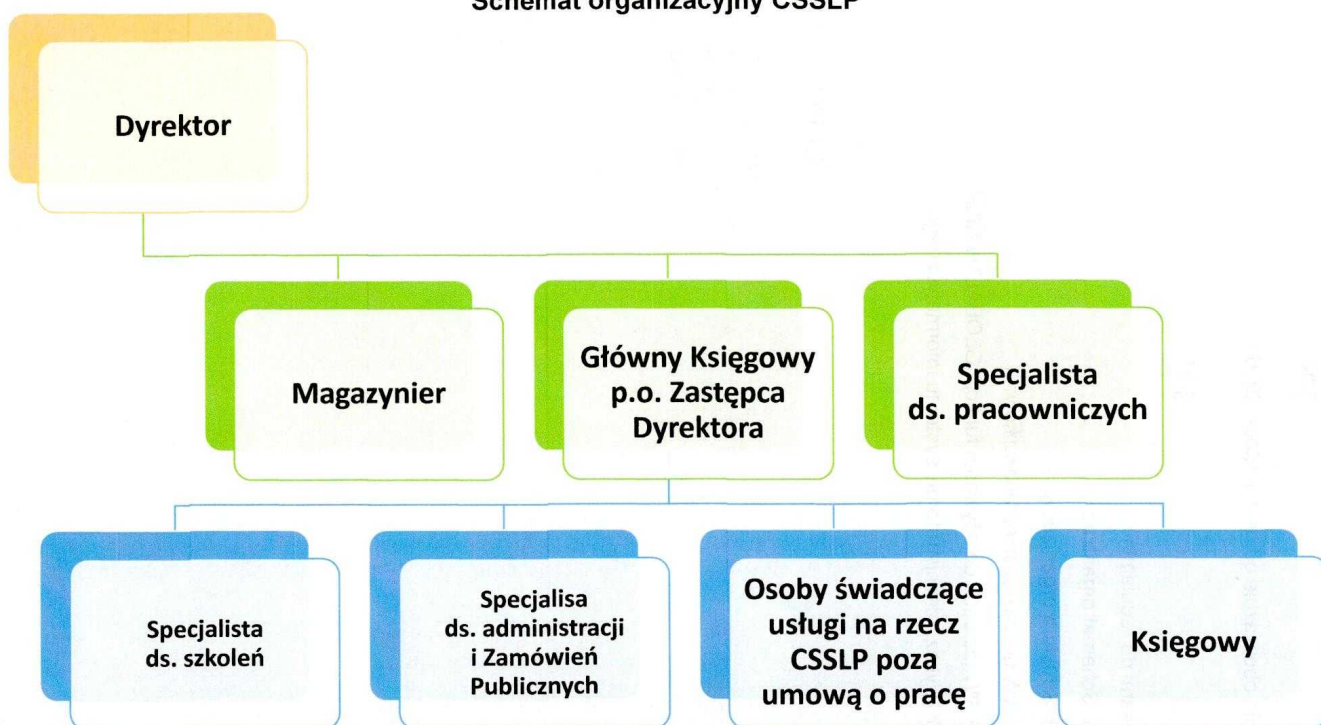 Schemat organizacyjny CSSLP
Dyrektor
Magazynier
Główny Księgowy
p.o. Zastępca
Dyrektora
Specjalista
ds. pracowniczych
Specjalista
ds. szkoleń
Specjalisa
ds. administracji
i Zamówień
Publicznych
Osoby świadczące
usługi na rzecz
CSSLP poza
umową o pracę
Księgowy